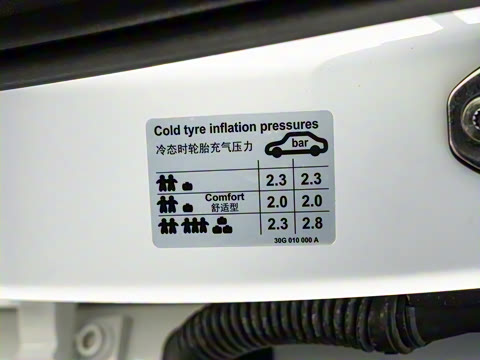 Cold tyre inflation pressures
冷态时轮胎充气压力 bar
2.3 2.3
Comfort
舒适型 2.0 2.0
2.3 2.8
30G 010 000 A